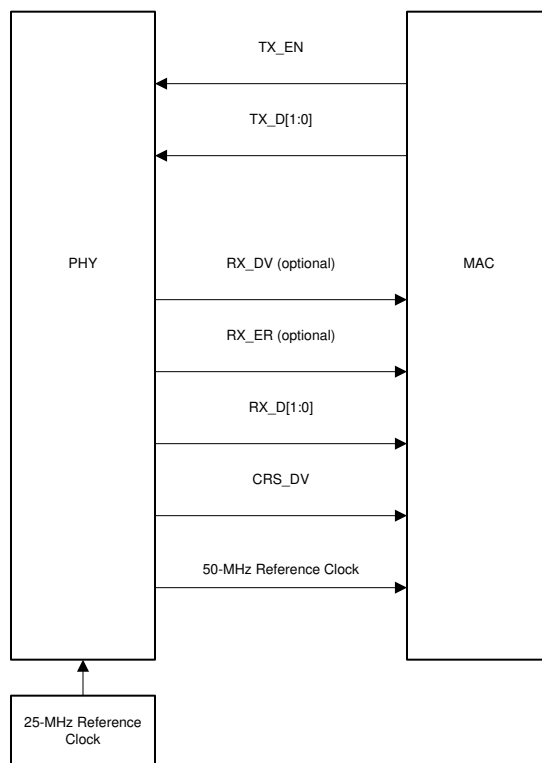 TX_EN
TX_D[1:0]
PHY
RX_DV (optional)
MAC
RX_ER (optional)
RX_D[1:0]
CRS_DV
50-MHz Reference Clock
25-MHz Reference
Clock